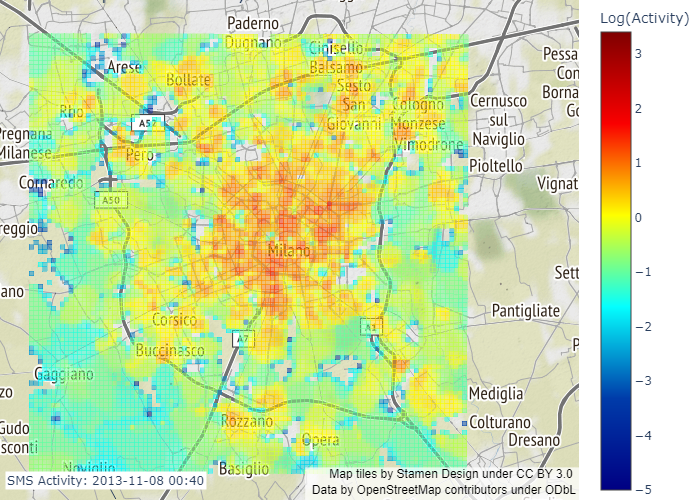 Log(Activity)
Paderno
Dugnano
Cinisello
Balsamo
Arese
Bollate
Sesto
San
Giovanni
Cologno
Monzese
Vimodrone
Rho
A52
Pero
Pregnana
Milanese
Cornaredo
A50
Cernusco
sul
Naviglio
Pioltello
Vignat
Pessa
Con
Borna
Go
reggio
Milano
Sett
ano
Pantigliate
Corsico
A7
A1
Buccinasco
P
Gaggiano
Mediglia
Rozzano
Colturano
Dresano
Opera
zo
Gudo
sconti
Noviglio
Basiglio
SMS Activity: 2013-11-08 00:40
Map tiles by Stamen Design under CC BY 3.0
Data by OpenStreetMap contributors under ODbL
3
2
1
0
−1
−2
−3
−4
−5